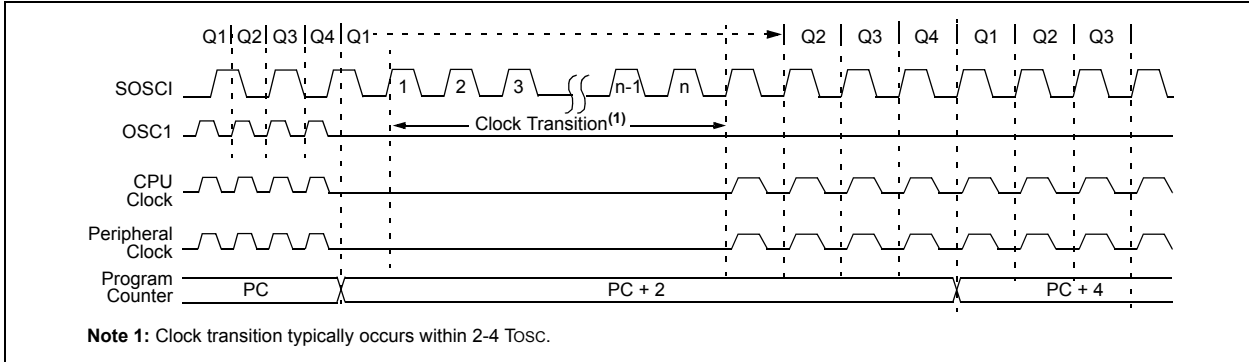 Q1 Q2 Q3 Q4 Q1 Q2 Q3 Q4 Q1 Q2 Q3
SOSCI 1 2 3 n-1 n
Clock Transition(1)
OSC1
CPU
Clock
Peripheral
Clock
Program
Counter
PC PC + 2 PC + 4
Note 1: Clock transition typically occurs within 2-4 TOSC.